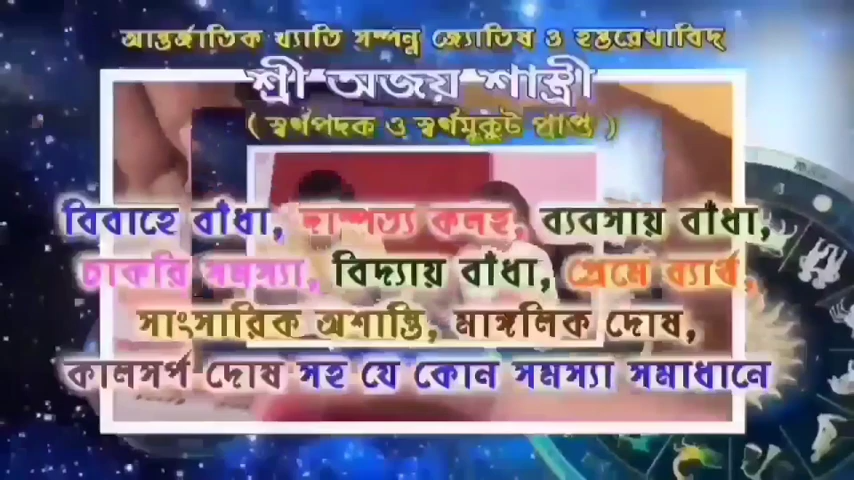 আন্তর্জাতিক খ্যাতি সম্পন্ন জ্যোতিষ ও হস্তরেখাবিদ্
শ্রী অজয় শাস্ত্রী
( স্বর্ণপদক ও স্বর্ণমুকুট প্রাপ্ত )
বিবাহে বাঁধা, দাম্পত্য কলহ, ব্যবসায় বাঁধা,
চাকরি সমস্যা, বিদ্যায় বাঁধা, প্রেমে ব্যার্থ,
সাংসারিক অশান্তি, মাঙ্গলিক দোষ,
কালসর্প দোষ সহ যে কোন সমস্যা সমাধানে